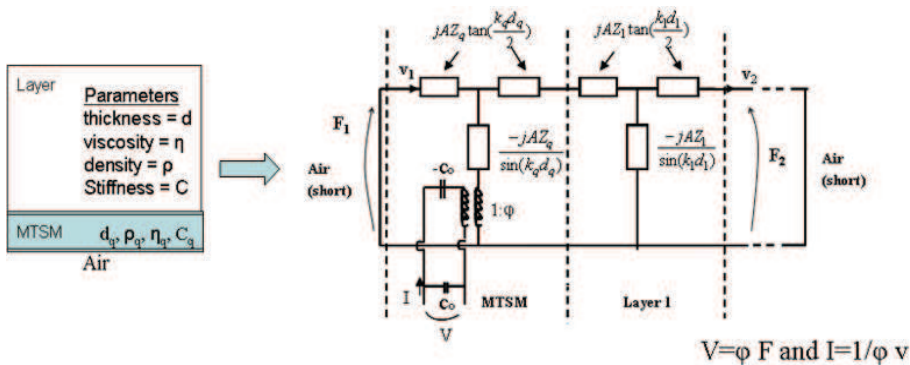 Layer
Parameters
thickness = d
viscosity = η
density = ρ
Stiffness = C
MTSM d_q, ρ_q, η_q, C_q
Air
jAZ_q tan(k_q d_q / 2)
jAZ_1 tan(k_1 d_1 / 2)
v_1
v_2
F_1
Air
(short)
-jAZ_q / sin(k_q d_q)
-jAZ_1 / sin(k_1 d_1)
F_2
Air
(short)
-C_o
1:φ
I
C_o
V
MTSM
Layer 1
V=φ F and I=1/φ v